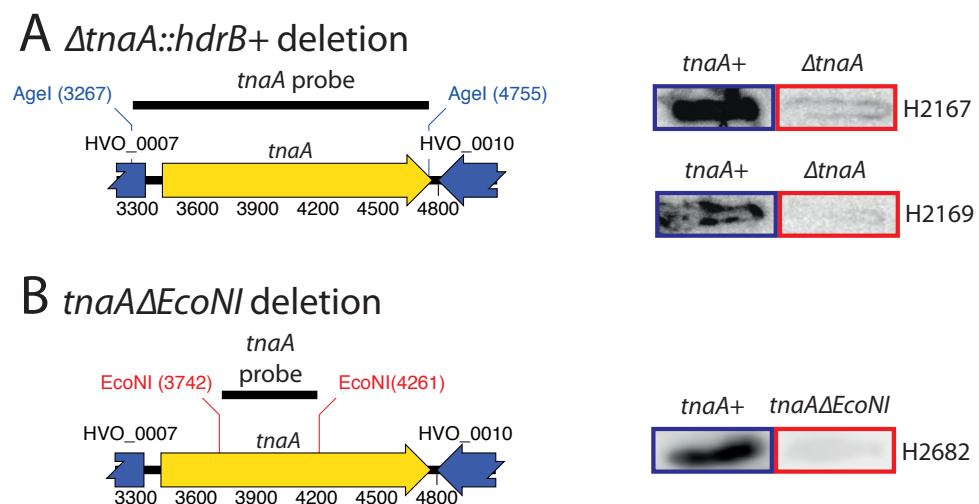 A ΔtnaA::hdrB+ deletion
tnaA probe
AgeI (3267)
AgeI (4755)
HVO_0007
tnaA
HVO_0010
3300 3600 3900 4200 4500 4800
tnaA+ ΔtnaA
H2167
tnaA+ ΔtnaA
H2169
B tnaAΔEcoNI deletion
tnaA
probe
EcoNI (3742)
EcoNI(4261)
HVO_0007
tnaA
HVO_0010
3300 3600 3900 4200 4500 4800
tnaA+ tnaAΔEcoNI
H2682